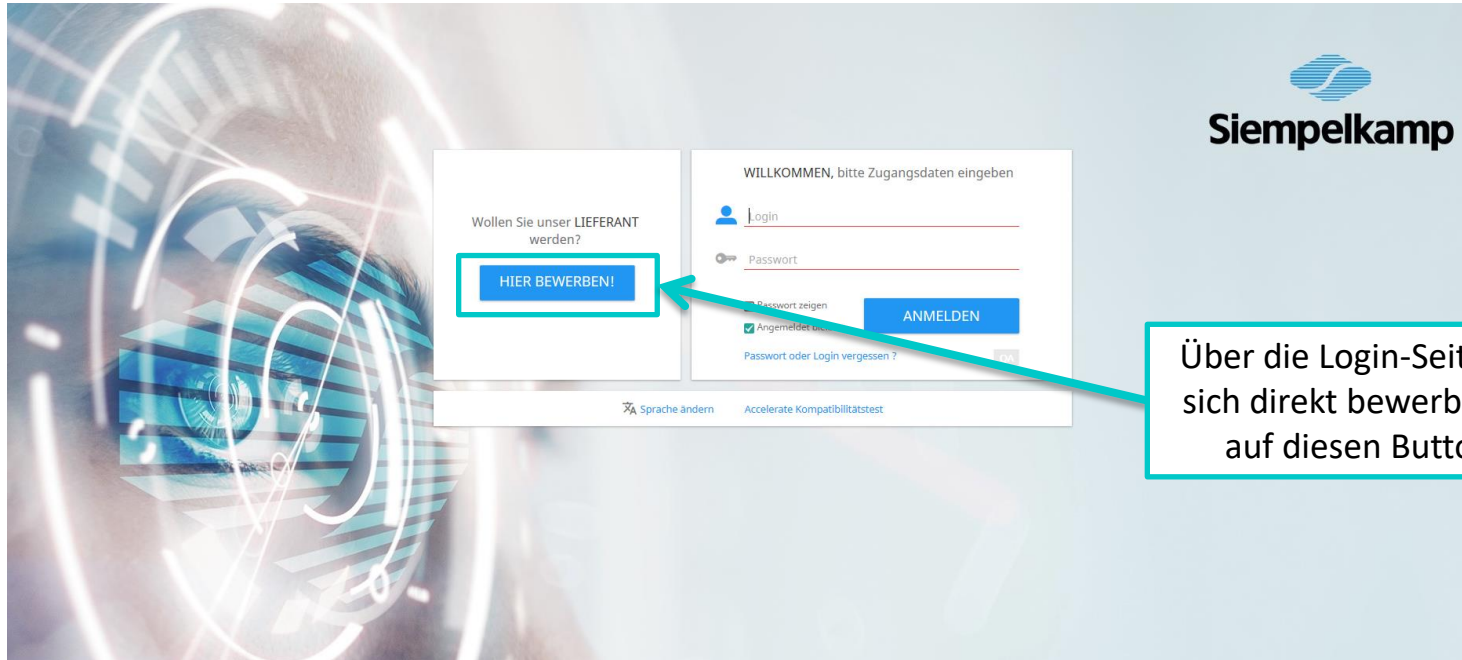 Siempelkamp
WILLKOMMEN, bitte Zugangsdaten eingeben
Wollen Sie unser LIEFERANT
werden?
HIER BEWERBEN!
Login
Passwort
Passwort zeigen
Angemeldet
ANMELDEN
Passwort oder Login vergessen ?
Sprache ändern
Accelerate Kompatibilitätstest
Über die Login-Seit
sich direkt bewerb
auf diesen Butto